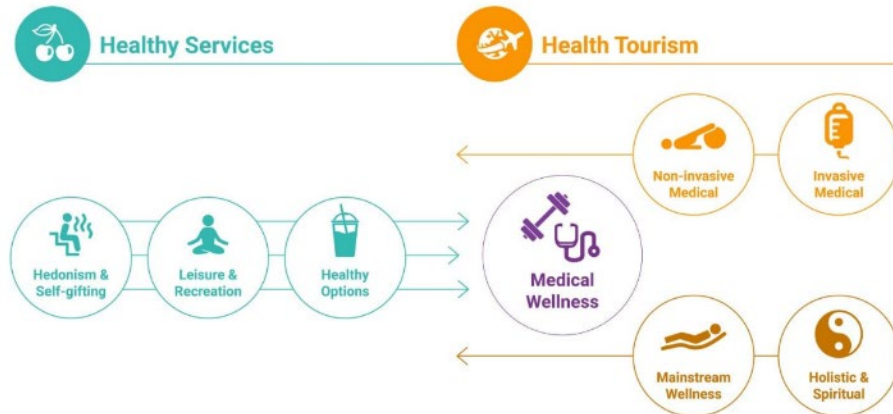 Healthy Services
Health Tourism
Non-invasive
Medical
Invasive
Medical
Hedonism &
Self-gifting
Leisure &
Recreation
Healthy
Options
Medical
Wellness
Mainstream
Wellness
Holistic &
Spiritual